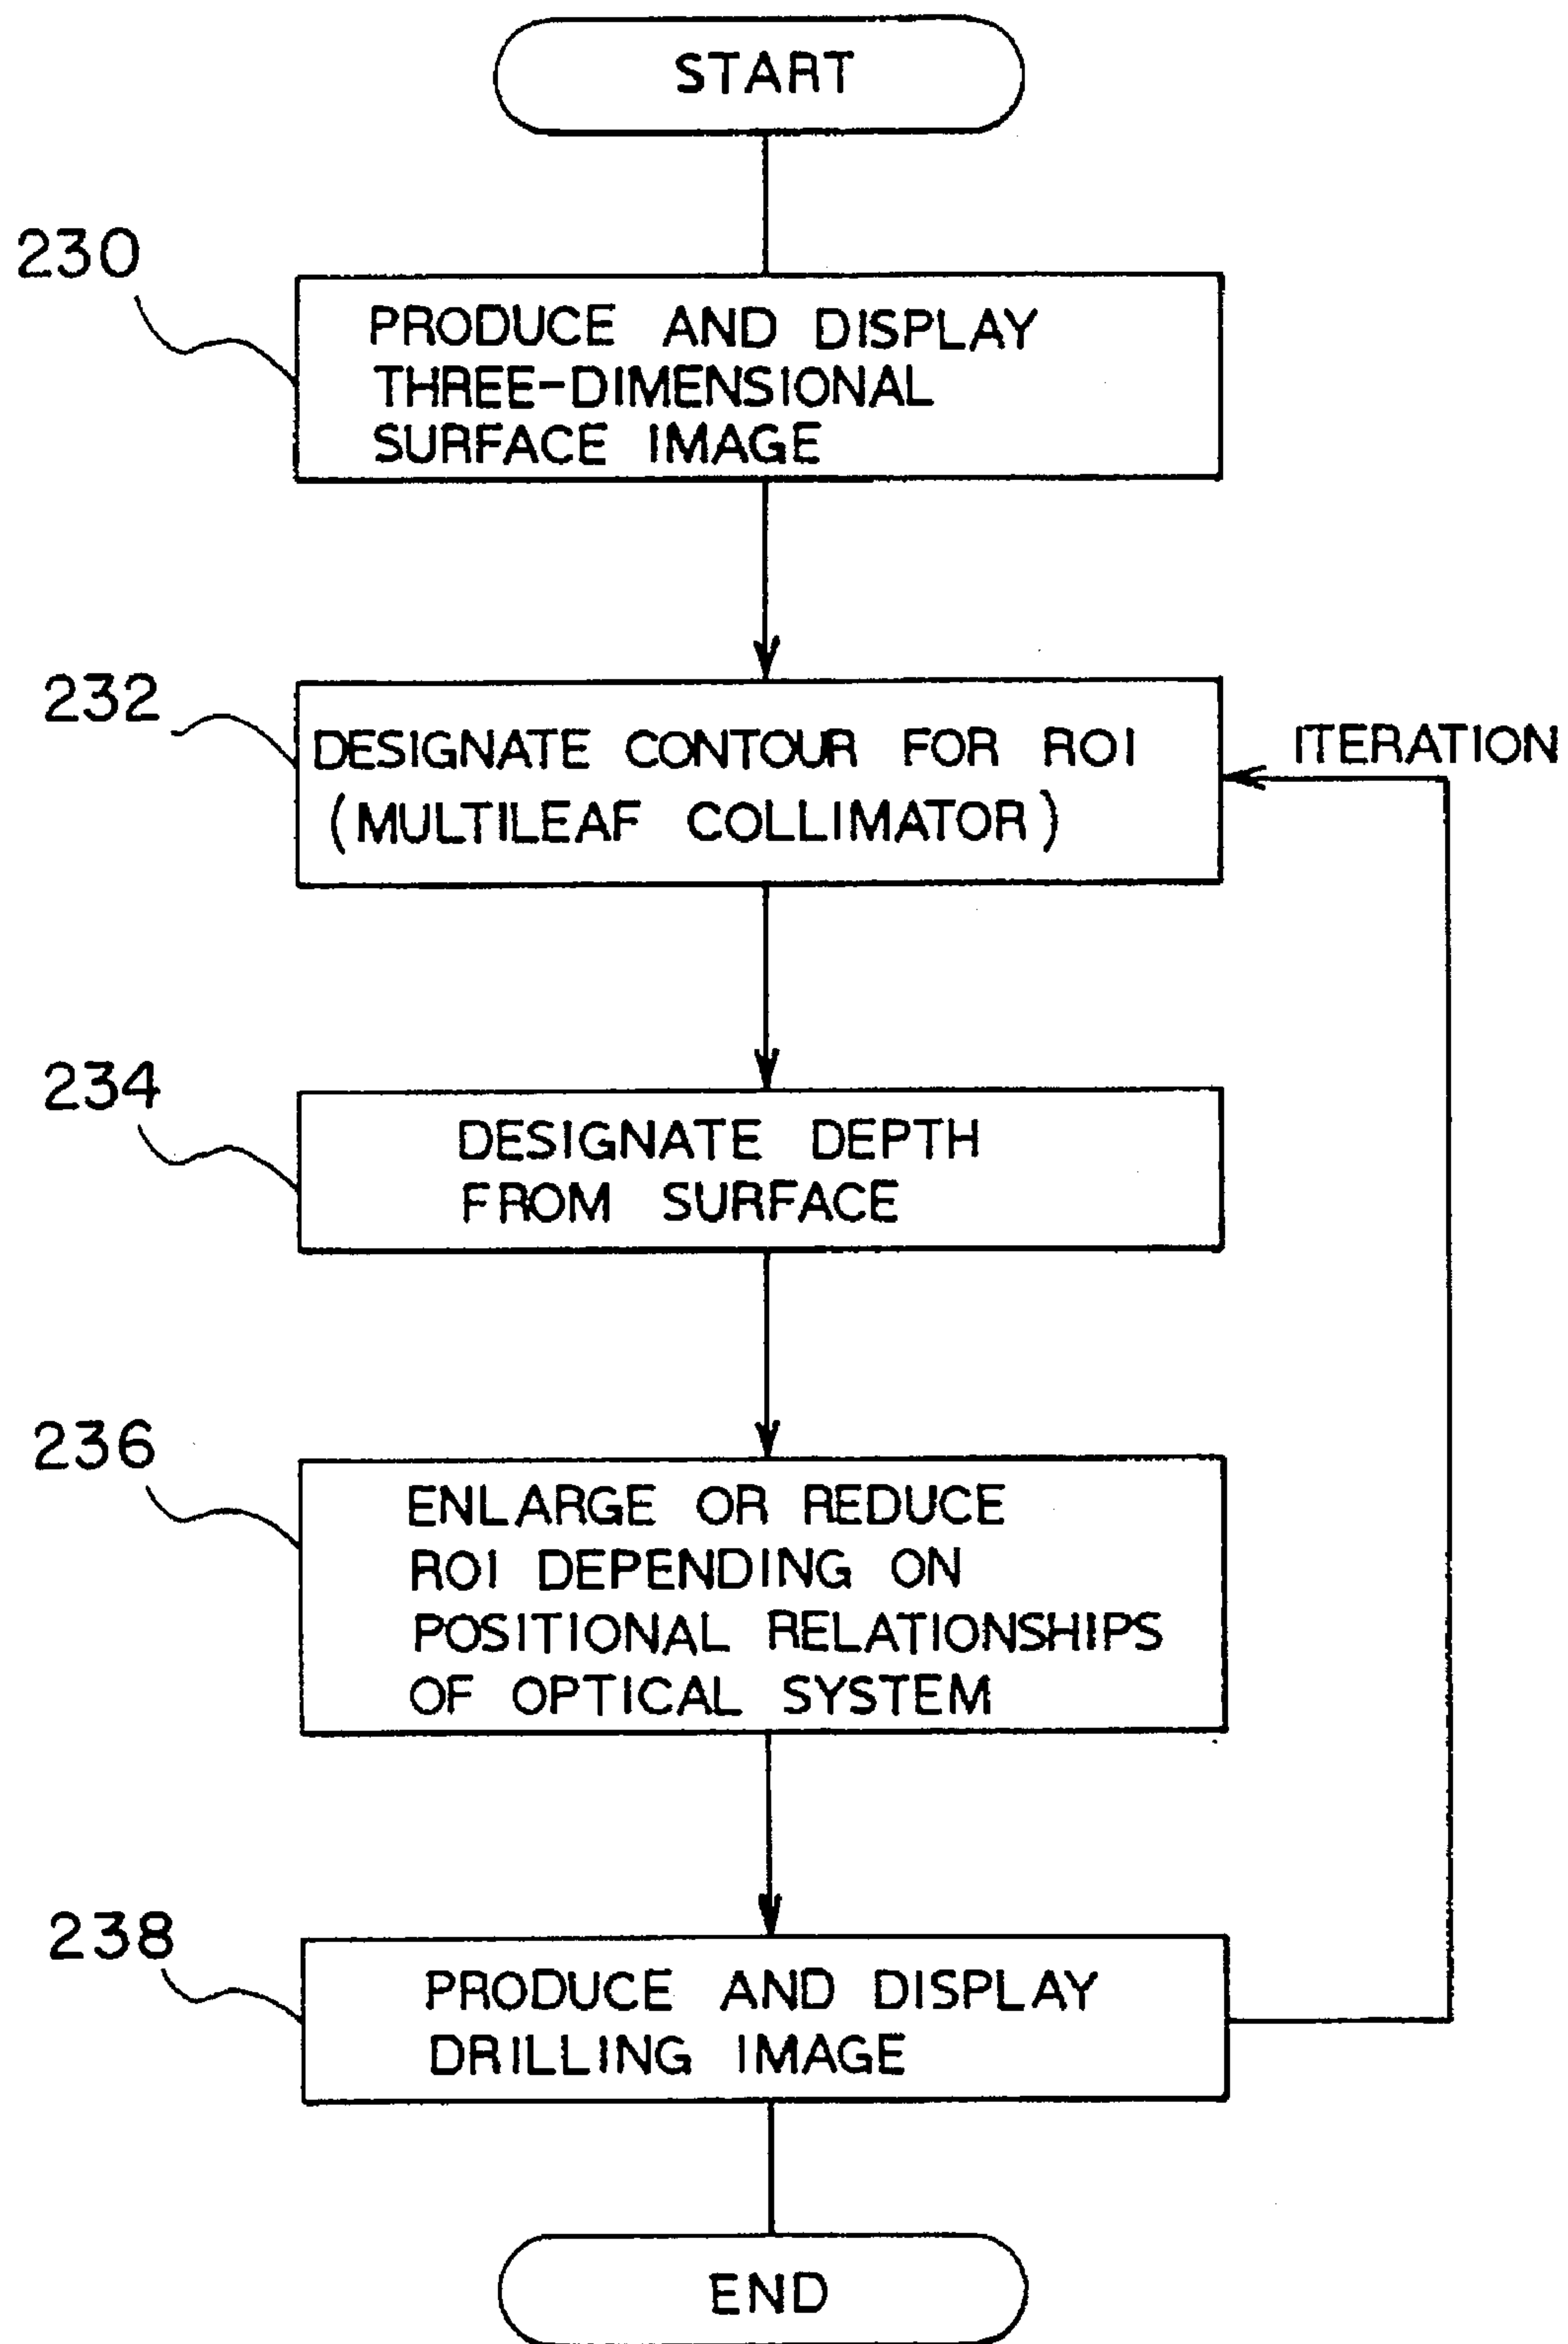 START
230
PRODUCE AND DISPLAY
THREE-DIMENSIONAL
SURFACE IMAGE
232
DESIGNATE CONTOUR FOR ROI
(MULTILEAF COLLIMATOR)
ITERATION
234
DESIGNATE DEPTH
FROM SURFACE
236
ENLARGE OR REDUCE
ROI DEPENDING ON
POSITIONAL RELATIONSHIPS
OF OPTICAL SYSTEM
238
PRODUCE AND DISPLAY
DRILLING IMAGE
END